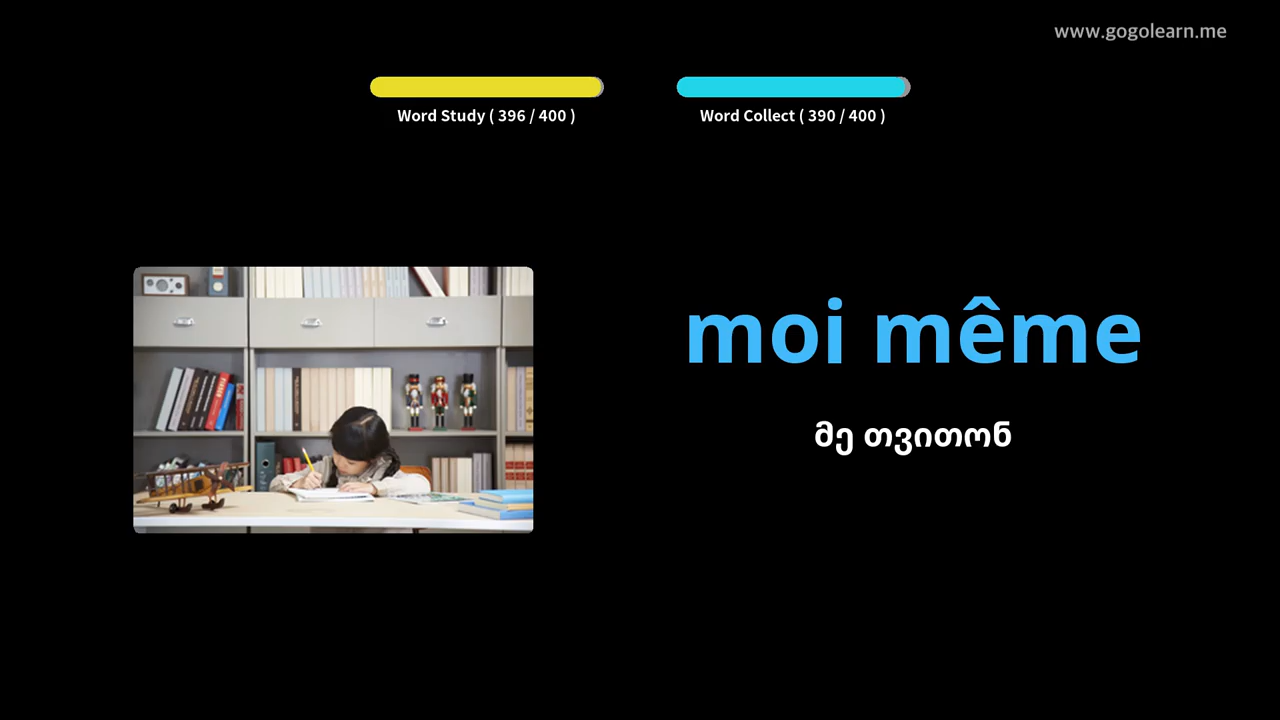 www.gogolearn.me
Word Study ( 396 / 400 )
Word Collect ( 390 / 400 )
moi même
მე თვითონ